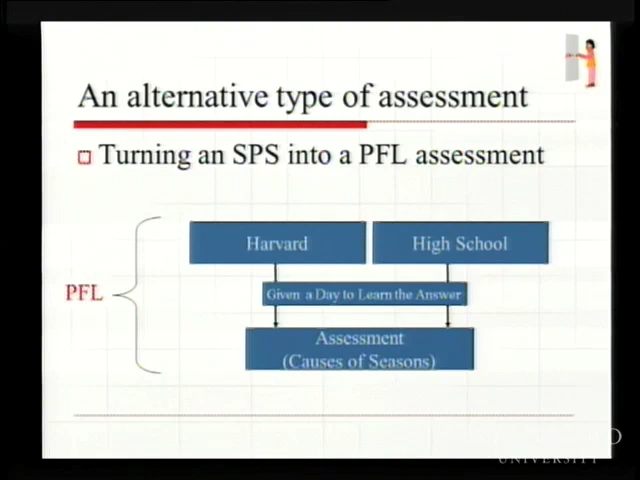 An alternative type of assessment
Turning an SPS into a PFL assessment
Harvard
High School
PFL
Given a Day to Learn the Answer
Assessment
(Causes of Seasons)
UNIVERSITY